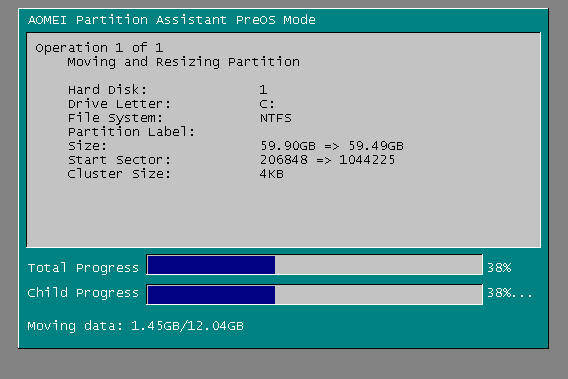 AOMEI Partition Assistant PreOS Mode
Operation 1 of 1
Moving and Resizing Partition
Hard Disk: 1
Drive Letter: C:
File System: NTFS
Partition Label:
Size: 59.90GB => 59.49GB
Start Sector: 206848 => 1044225
Cluster Size: 4KB
Total Progress 38%
Child Progress 38%...
Moving data: 1.45GB/12.04GB